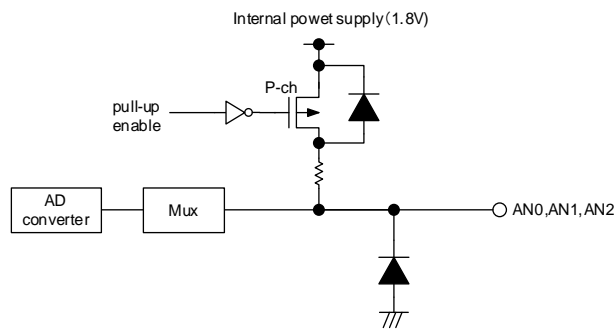 Internal powet supply(1.8V)
P-ch
pull-up
enable
AD
converter
Mux
AN0,AN1,AN2